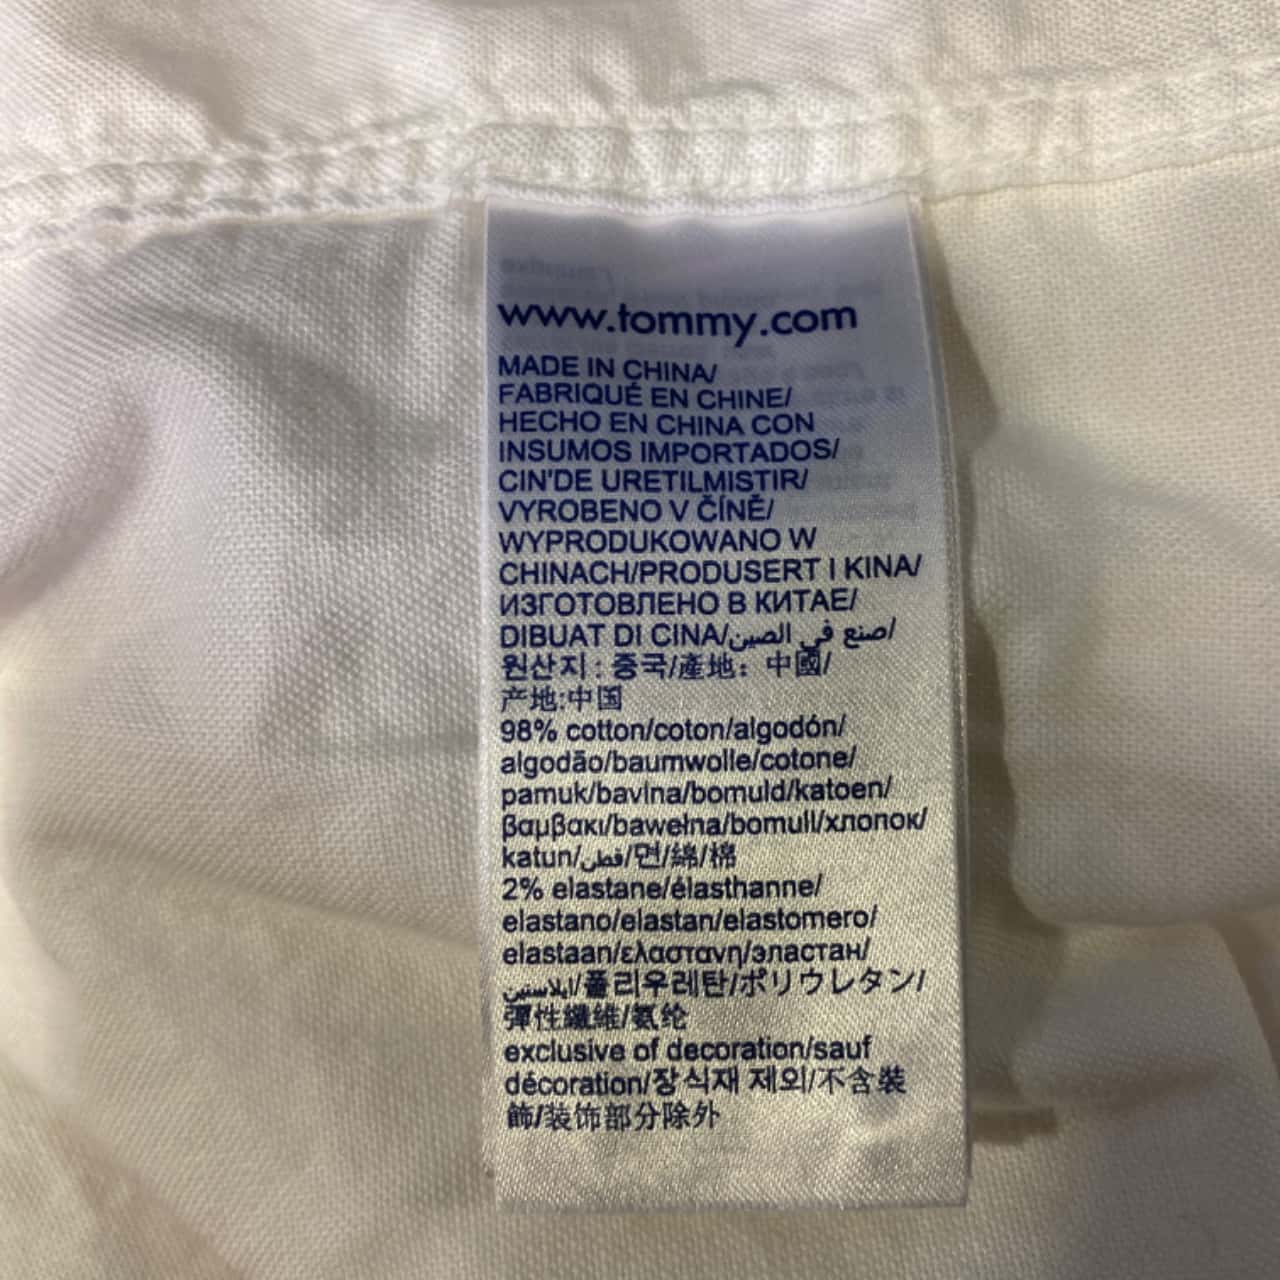 www.tommy.com
MADE IN CHINA/
FABRIQUÉ EN CHINE/
HECHO EN CHINA CON
INSUMOS IMPORTADOS/
CIN'DE URETILMISTIR/
VYROBENO V ČÍNĚ/
WYPRODUKOWANO W
CHINACH/PRODUSERT I KINA/
ИЗГОТОВЛЕНО В КИТАЕ/
DIBUAT DI CINA/صنع في الصين/
원산지 : 중국/產地：中國/
产地:中国
98% cotton/coton/algodón/
algodão/baumwolle/cotone/
pamuk/bavlna/bomuld/katoen/
βαμβακι/bawełna/bomull/хлопок/
katun/قطن/면/綿/棉
2% elastane/élasthanne/
elastano/elastan/elastomero/
elastaan/ελαστανη/эластан/
ايلاستين/폴리우레탄/ポリウレタン/
彈性纖維/氨纶
exclusive of decoration/sauf
décoration/장식재 제외/不含裝
飾/装饰部分除外